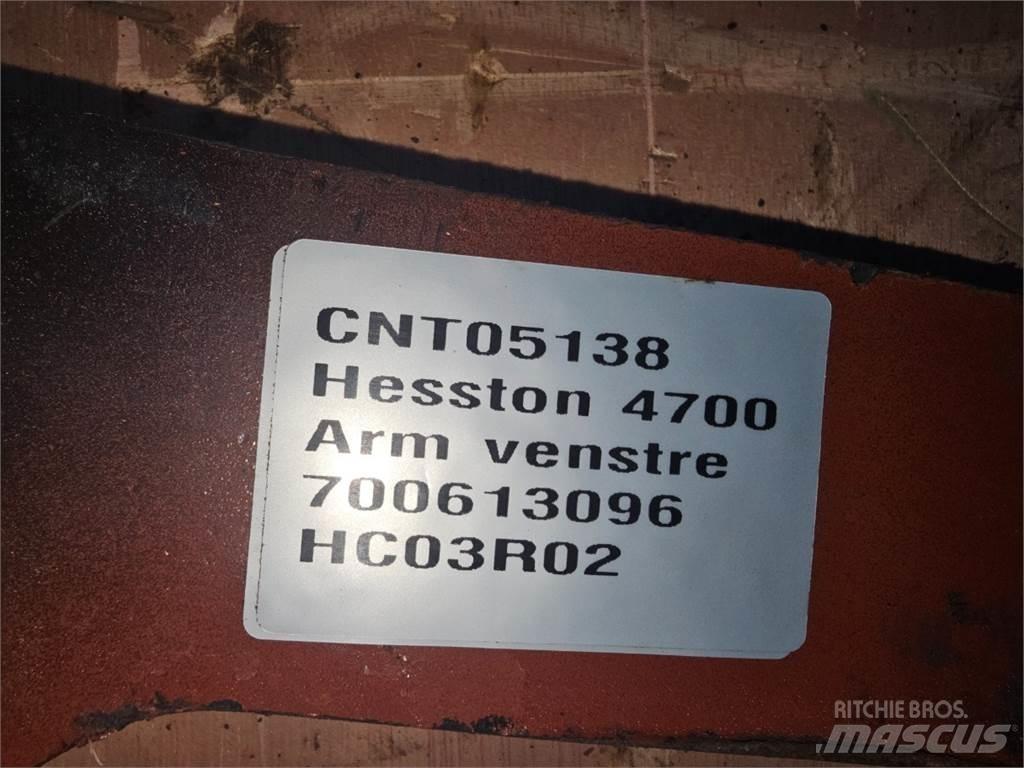 CNT05138
Hesston 4700
Arm venstre
700613096
HC03R02
RITCHIE BROS.
MASCUS